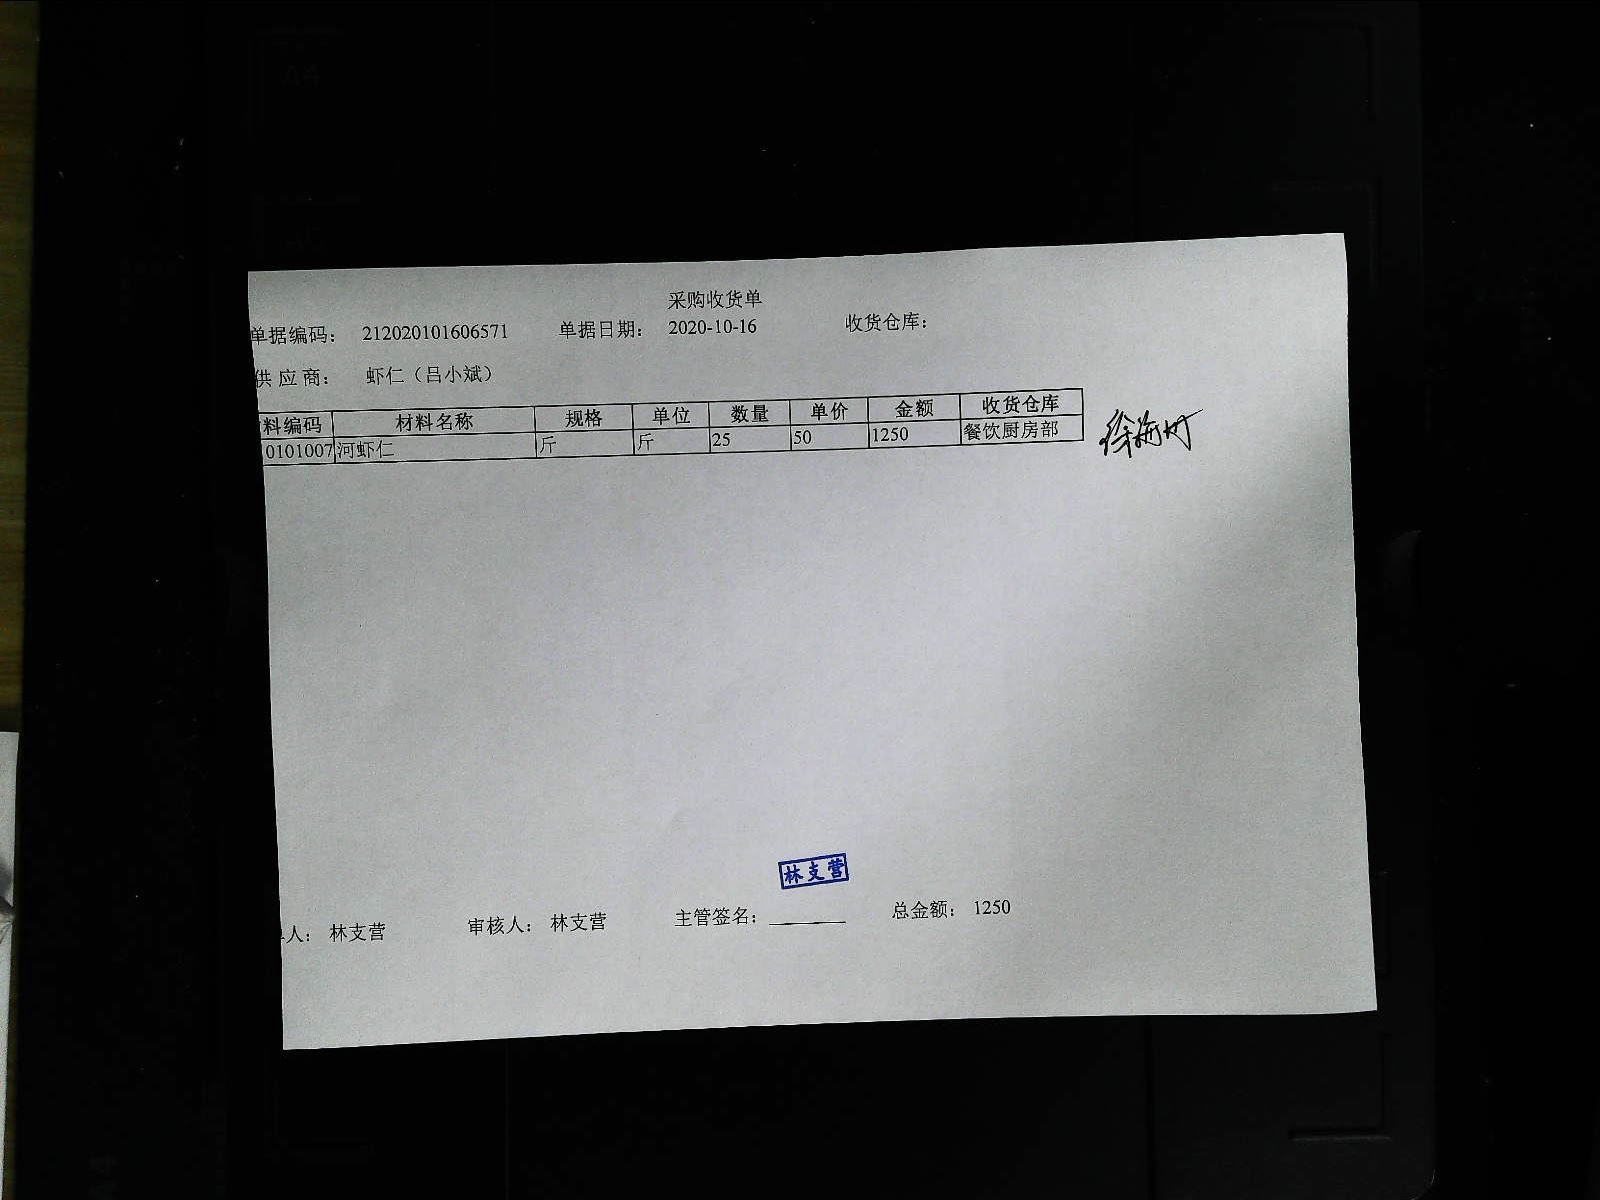 采购收货单
单据编码： 212020101606571 单据日期： 2020-10-16 收货仓库：
供 应 商： 虾仁（吕小斌）
料编码 材料名称 规格 单位 数量 单价 金额 收货仓库
0101007 河虾仁 斤 斤 25 50 1250 餐饮厨房部
林支营
人： 林支营 审核人： 林支营 主管签名： 总金额： 1250